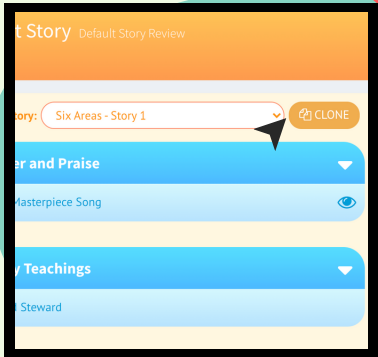 t Story Default Story Review
tory: Six Areas - Story 1 CLONE
er and Praise
Masterpiece Song
y Teachings
d Steward